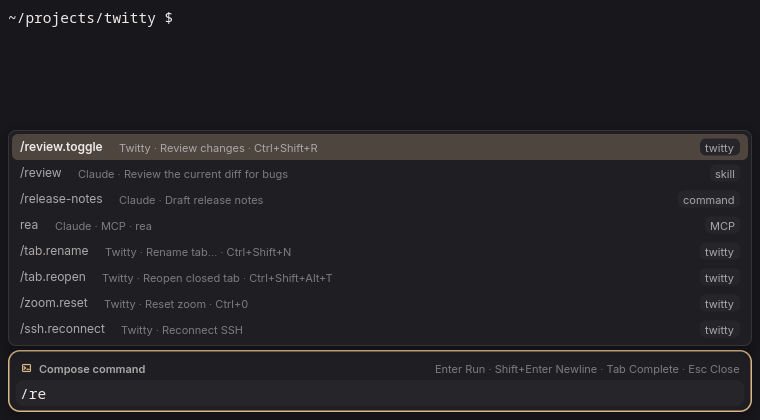 ~/projects/twitty $
/review.toggle Twitty · Review changes · Ctrl+Shift+R twitty
/review Claude · Review the current diff for bugs skill
/release-notes Claude · Draft release notes command
rea Claude · MCP · rea MCP
/tab.rename Twitty · Rename tab... · Ctrl+Shift+N twitty
/tab.reopen Twitty · Reopen closed tab · Ctrl+Shift+Alt+T twitty
/zoom.reset Twitty · Reset zoom · Ctrl+0 twitty
/ssh.reconnect Twitty · Reconnect SSH twitty
Compose command Enter Run · Shift+Enter Newline · Tab Complete · Esc Close
/re